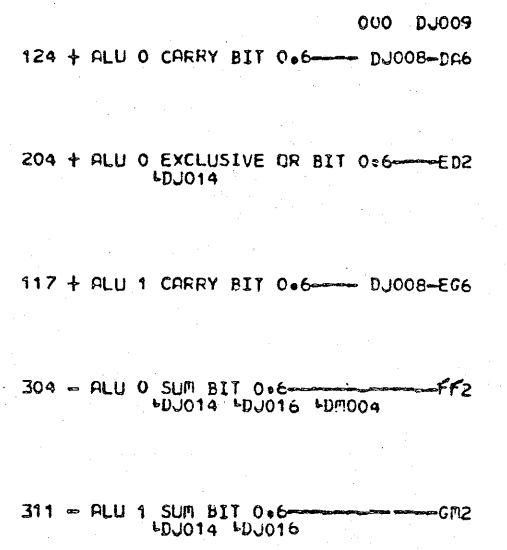 000 DJ009
124 + ALU 0 CARRY BIT 0.6 DJ008-DA6
204 + ALU 0 EXCLUSIVE OR BIT 0.6 ED2
DJ014
117 + ALU 1 CARRY BIT 0.6 DJ008-EG6
304 - ALU 0 SUM BIT 0.6 FF2
DJ014 DJ016 DM004
311 - ALU 1 SUM BIT 0.6 GM2
DJ014 DJ016